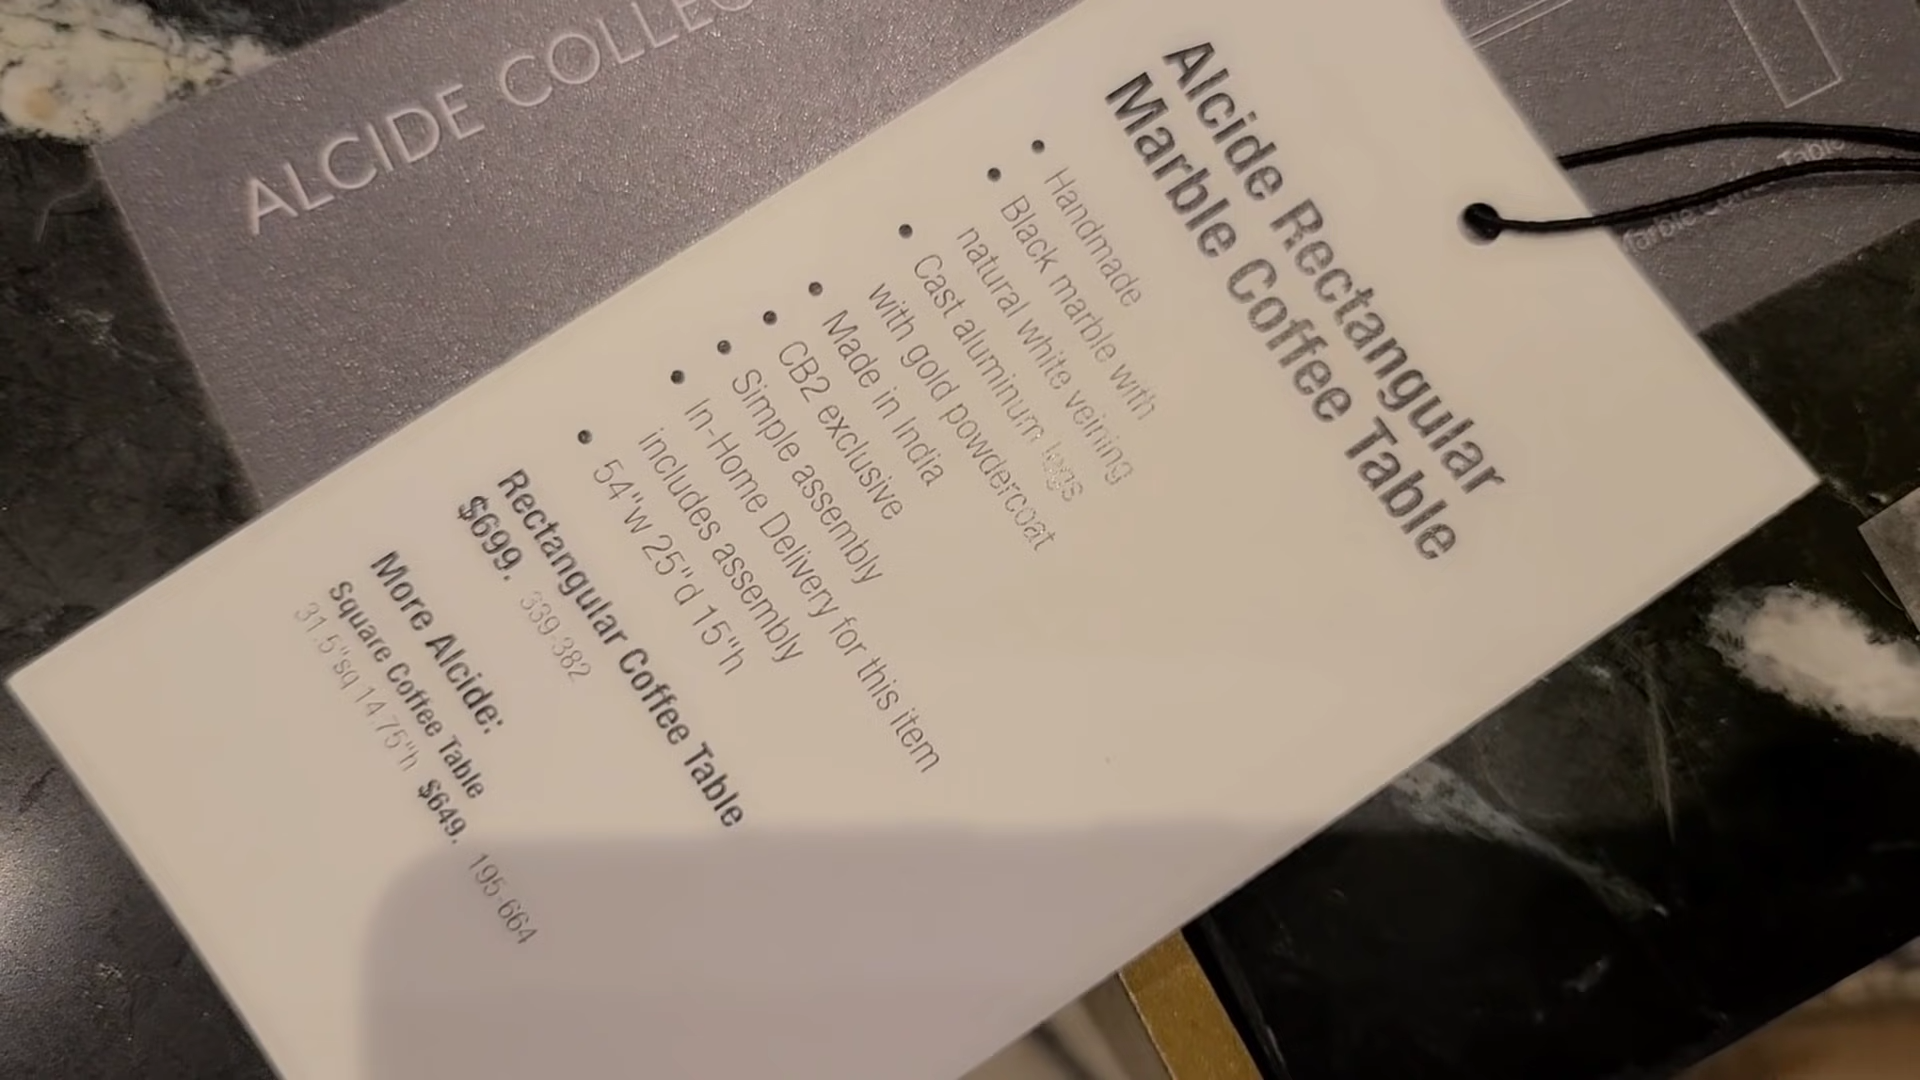 ALCIDE COLLEC
Alcide Rectangular
Marble Coffee Table
• Handmade
• Black marble with
natural white veining
• Cast aluminum legs
with gold powdercoat
• Made in India
• CB2 exclusive
• Simple assembly
• In-Home Delivery for this item
includes assembly
• 54"w 25"d 15"h
Rectangular Coffee Table
$699. 339-382
More Alcide:
Square Coffee Table
31.5"sq 14.75"h $649. 195-664
Table